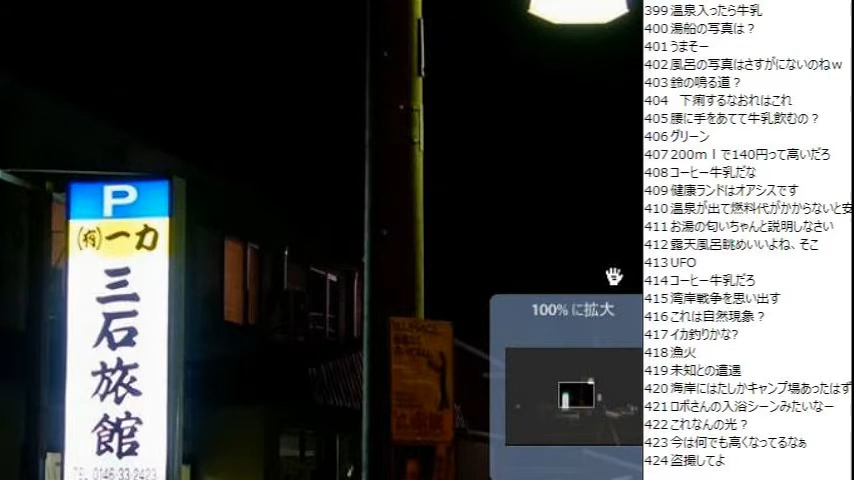 P
(有)一力
三石旅館
TEL 0146-33-2423
100% に拡大
399 温泉入ったら牛乳
400 湯船の写真は？
401 うまそー
402 風呂の写真はさすがにないのねｗ
403 鈴の鳴る道？
404　下痢するなおれはこれ
405 腰に手をあてて牛乳飲むの？
406 グリーン
407 200ｍｌで140円って高いだろ
408 コーヒー牛乳だな
409 健康ランドはオアシスです
410 温泉が出て燃料代がかからないと安
411 お湯の匂いちゃんと説明しなさい
412 露天風呂眺めいいよね、そこ
413 UFO
414 コーヒー牛乳だろ
415 湾岸戦争を思い出す
416 これは自然現象？
417 イカ釣りかな?
418 漁火
419 未知との遭遇
420 海岸にはたしかキャンプ場あったはず
421 ロボさんの入浴シーンみたいなー
422 これなんの光？
423 今は何でも高くなってるなぁ
424 盗撮してよ